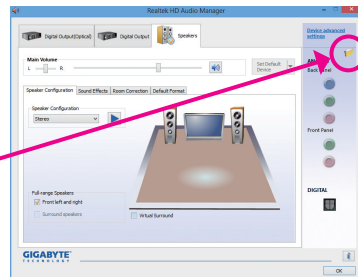 Realtek HD Audio Manager
Digital Output(Optical)
Digital Output
Speakers
Device advanced
settings
Main Volume
L
R
Set Default
Device
Back Panel
Speaker Configuration
Sound Effects
Room Correction
Default Format
Speaker Configuration
Stereo
Front Panel
Full-range Speakers
Front left and right
Surround speakers
Virtual Surround
DIGITAL
GIGABYTE
TECHNOLOGY
OK